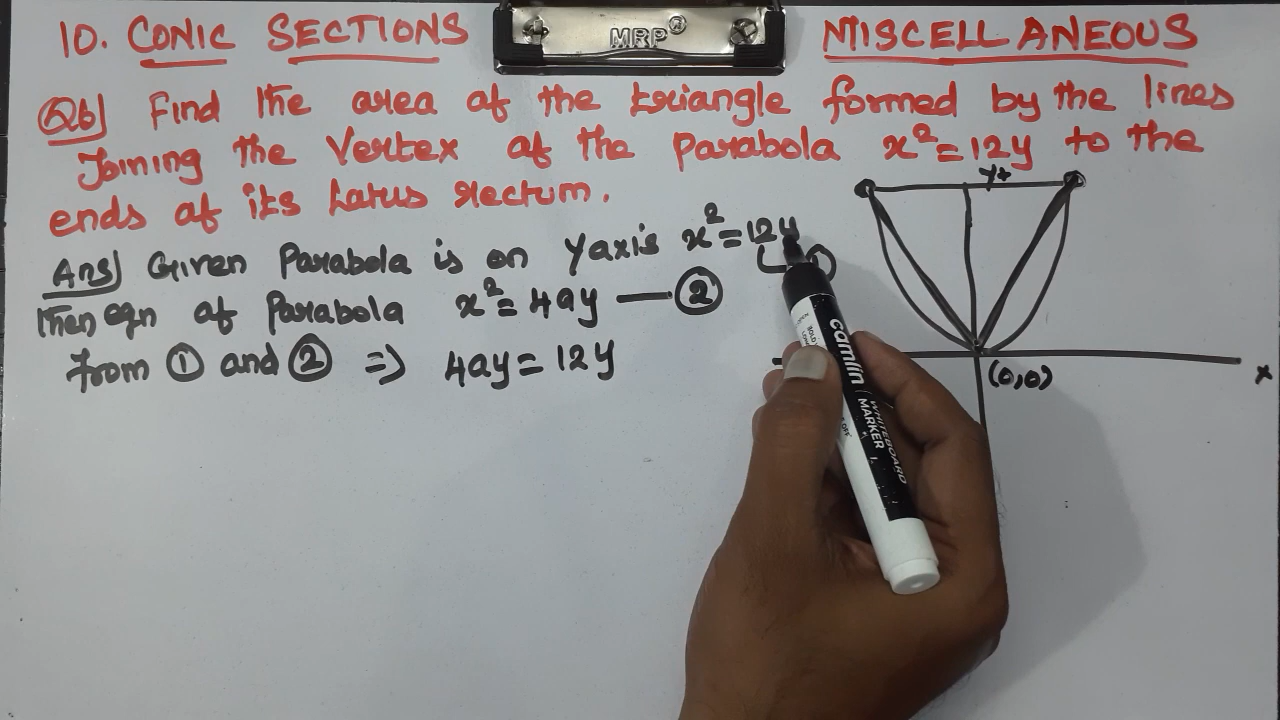 10. CONIC SECTIONS
MRP®
MISCELLANEOUS
Q6) Find the area of the triangle formed by the lines
Joining the Vertex of the Parabola x²=12y to the
ends of its Latus rectum.
Ans) Given Parabola is on Yaxis x²=12y
then eqn of Parabola x²=4ay — ②
from ① and ② => 4ay=12y
Y+
(0,0)
x
camlin
WHITEBOARD
MARKER